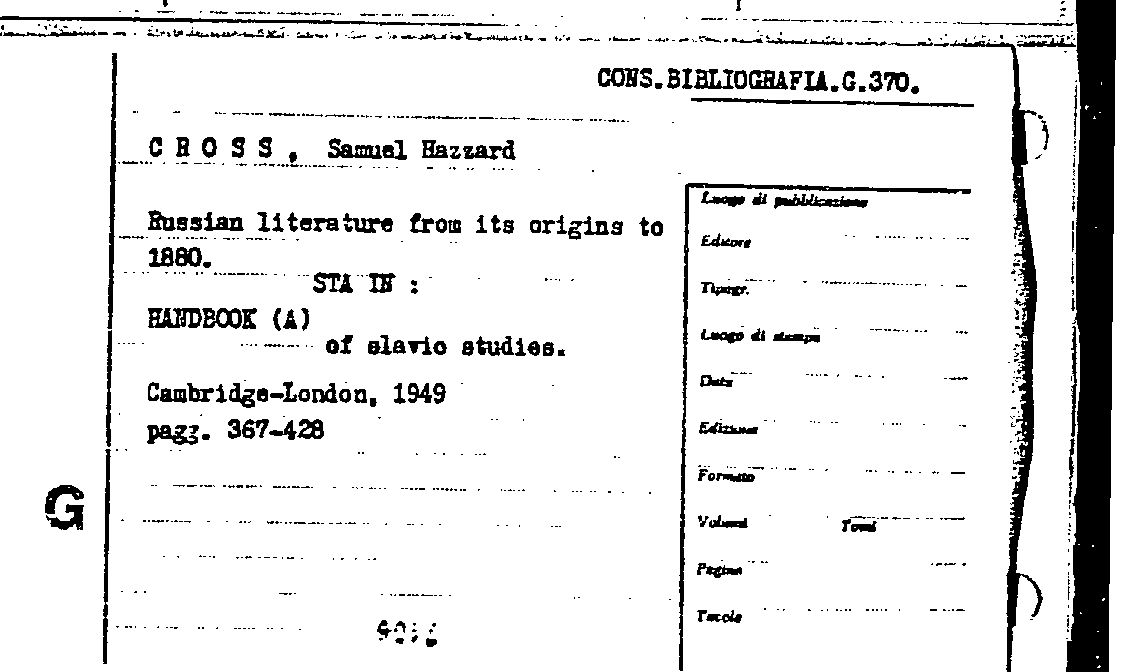 CONS.BIBLIOGRAFIA.G.370.
C R O S S , Samuel Hazzard
Russian literature from its origins to
1880.
STA IN :
HANDBOOK (A)
of slavic studies.
Cambridge-London, 1949
pagg. 367-428
G
Luogo di pubblicazione
Editore
Tipogr.
Luogo di stampa
Data
Edizione
Formato
Volumi Tomi
Pagine
Tavole